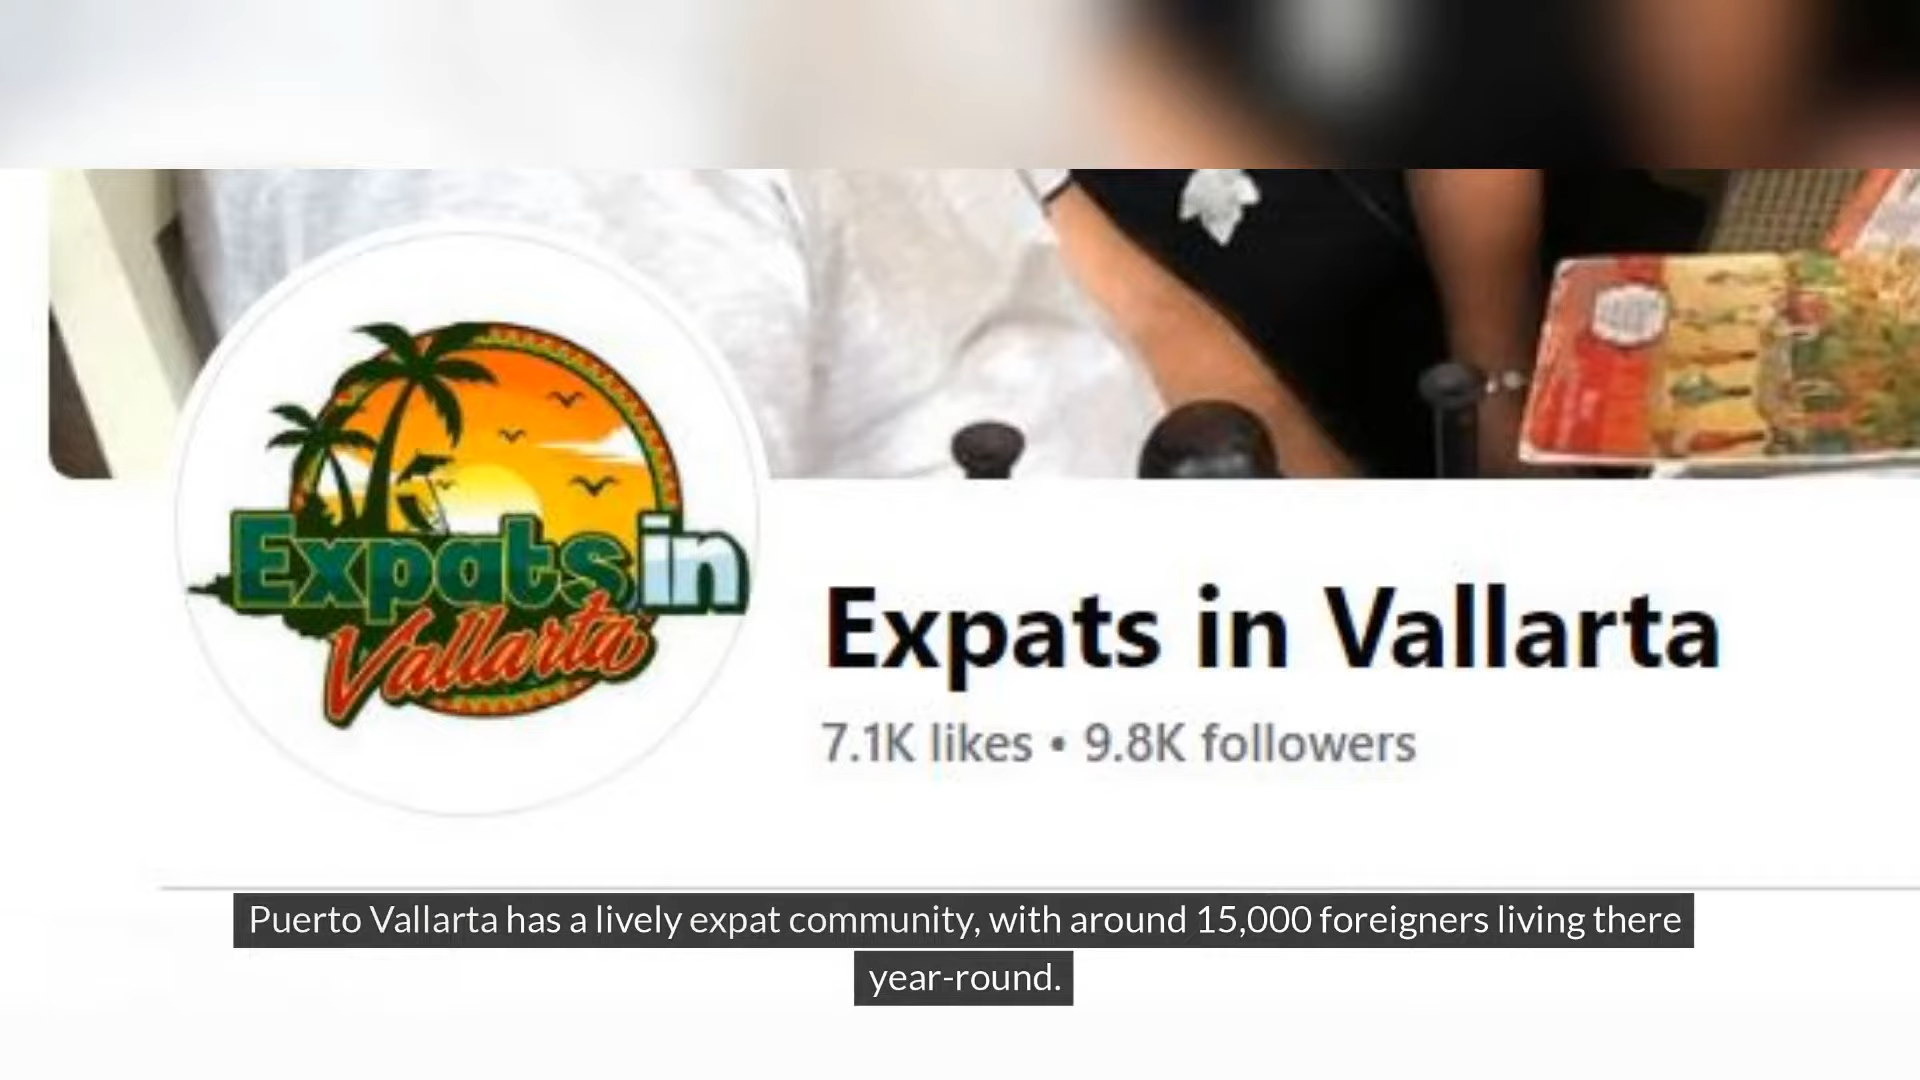 Expats in
Vallarta
Expats in Vallarta
7.1K likes • 9.8K followers
Puerto Vallarta has a lively expat community, with around 15,000 foreigners living there
year-round.